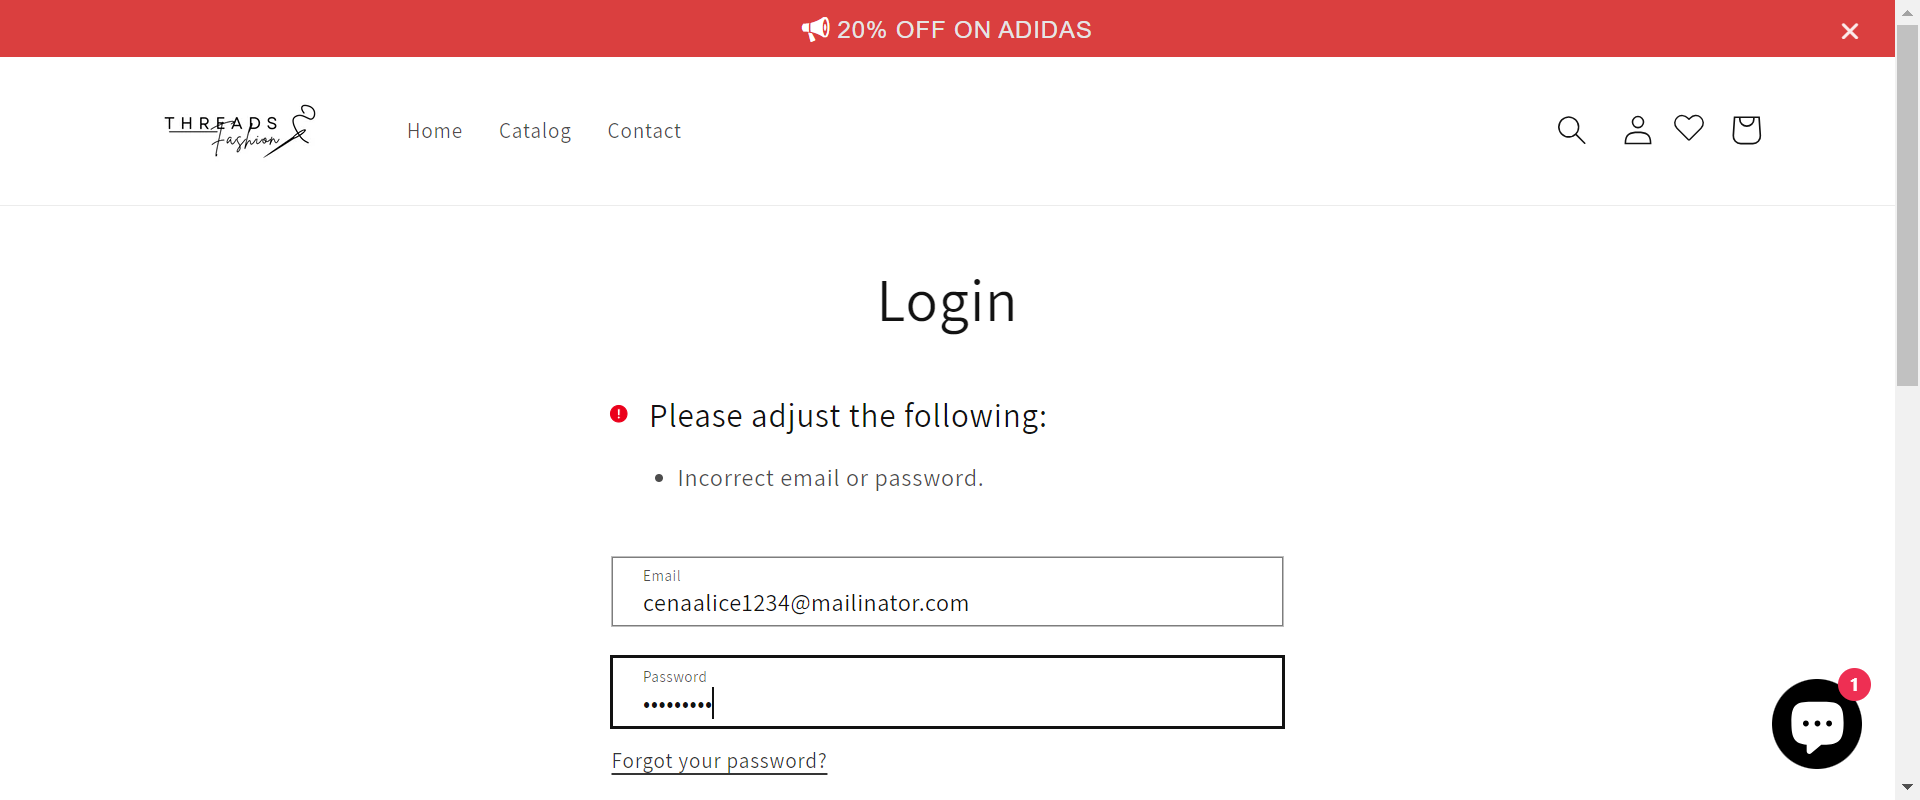 20% OFF ON ADIDAS
THREADS
Fashion
Home Catalog Contact
Login
Please adjust the following:
• Incorrect email or password.
Email
cenaalice1234@mailinator.com
Password
•••••••••
1
Forgot your password?